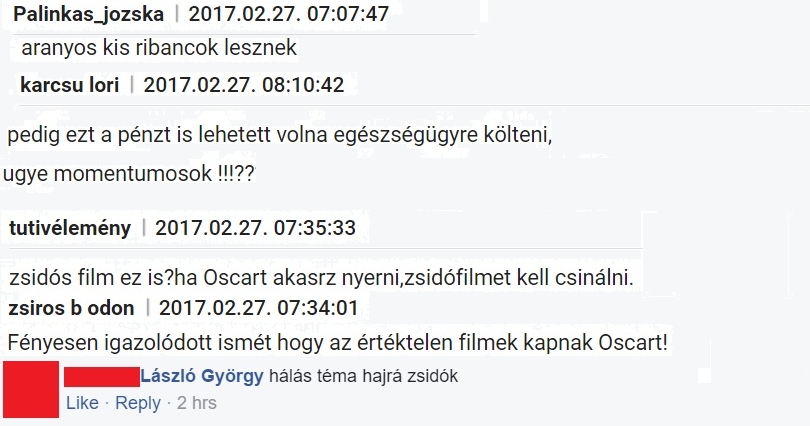 Palinkas_jozska | 2017.02.27. 07:07:47
aranyos kis ribancok lesznek
karcsu lori | 2017.02.27. 08:10:42
pedig ezt a pénzt is lehetett volna egészségügyre költeni,
ugye momentumosok !!!??
tutivélemény | 2017.02.27. 07:35:33
zsidós film ez is?ha Oscart akasrz nyerni,zsidófilmet kell csinálni.
zsiros b odon | 2017.02.27. 07:34:01
Fényesen igazolódott ismét hogy az értéktelen filmek kapnak Oscart!
László György hálás téma hajrá zsidók
Like · Reply · 2 hrs